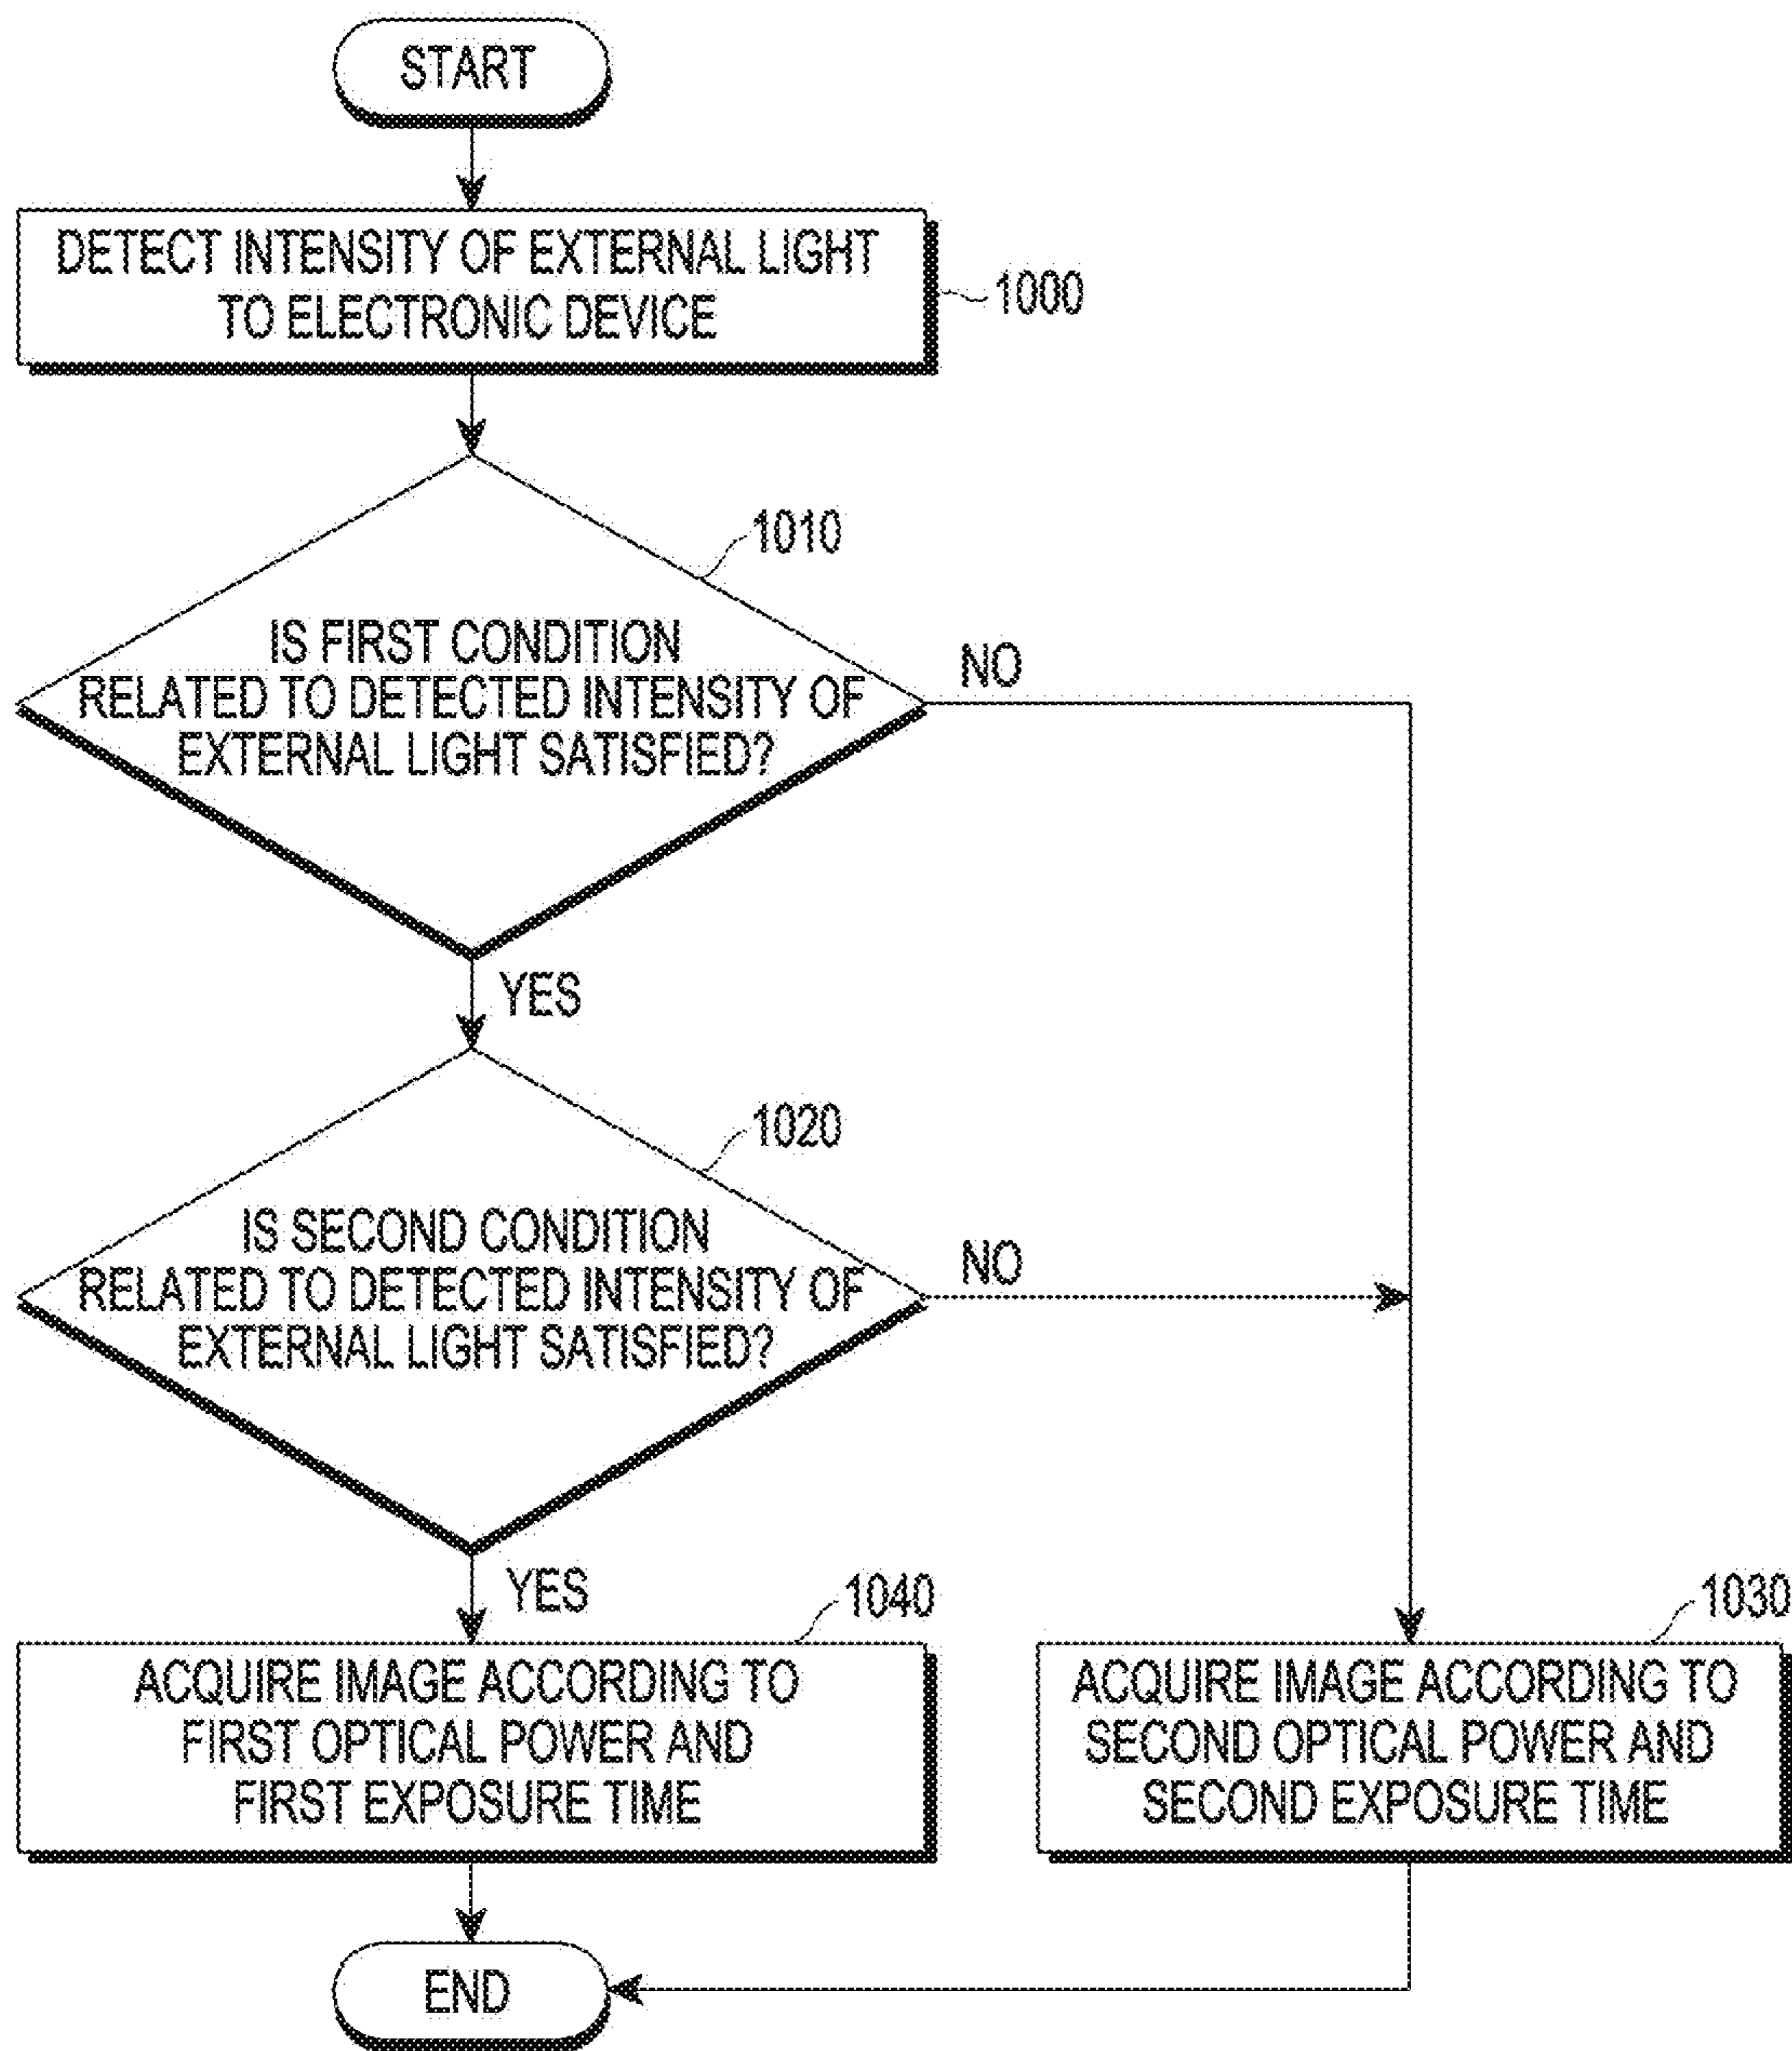 START
DETECT INTENSITY OF EXTERNAL LIGHT
TO ELECTRONIC DEVICE
1000
1010
IS FIRST CONDITION
RELATED TO DETECTED INTENSITY OF
EXTERNAL LIGHT SATISFIED?
NO
YES
1020
IS SECOND CONDITION
RELATED TO DETECTED INTENSITY OF
EXTERNAL LIGHT SATISFIED?
NO
YES
1040
ACQUIRE IMAGE ACCORDING TO
FIRST OPTICAL POWER AND
FIRST EXPOSURE TIME
1030
ACQUIRE IMAGE ACCORDING TO
SECOND OPTICAL POWER AND
SECOND EXPOSURE TIME
END